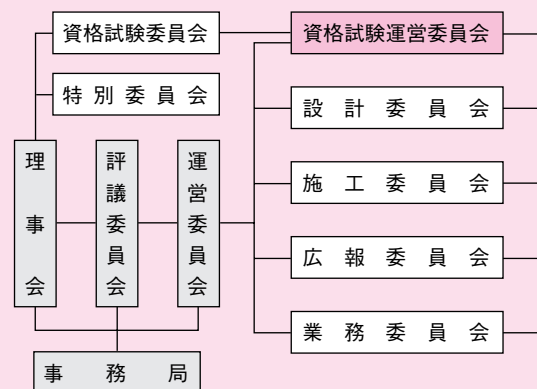 資格試験委員会
資格試験運営委員会
特別委員会
設計委員会
理事会
評議委員会
運営委員会
施工委員会
広報委員会
業務委員会
事務局